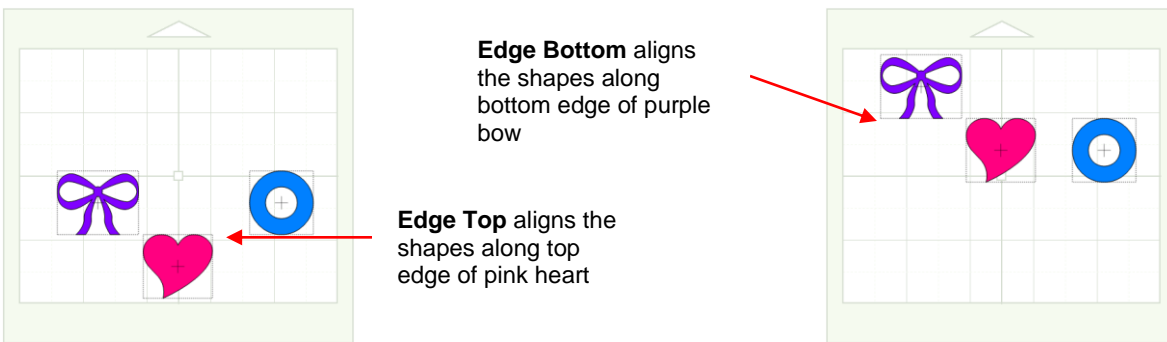 Edge Bottom aligns
the shapes along
bottom edge of purple
bow
Edge Top aligns the
shapes along top
edge of pink heart